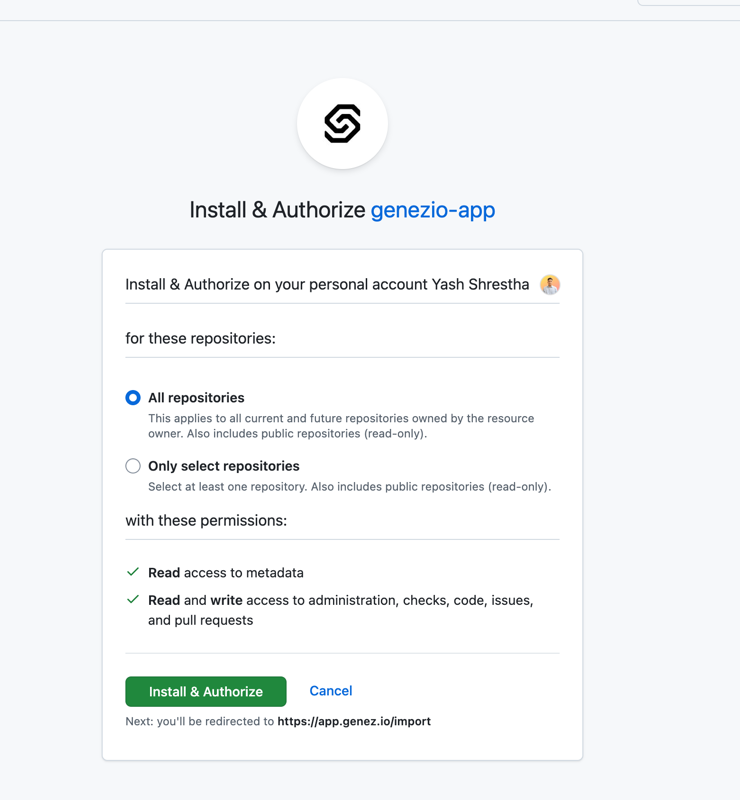 Install & Authorize genezio-app
Install & Authorize on your personal account Yash Shrestha
for these repositories:
All repositories
This applies to all current and future repositories owned by the resource
owner. Also includes public repositories (read-only).
Only select repositories
Select at least one repository. Also includes public repositories (read-only).
with these permissions:
Read access to metadata
Read and write access to administration, checks, code, issues,
and pull requests
Install & Authorize Cancel
Next: you'll be redirected to https://app.genez.io/import